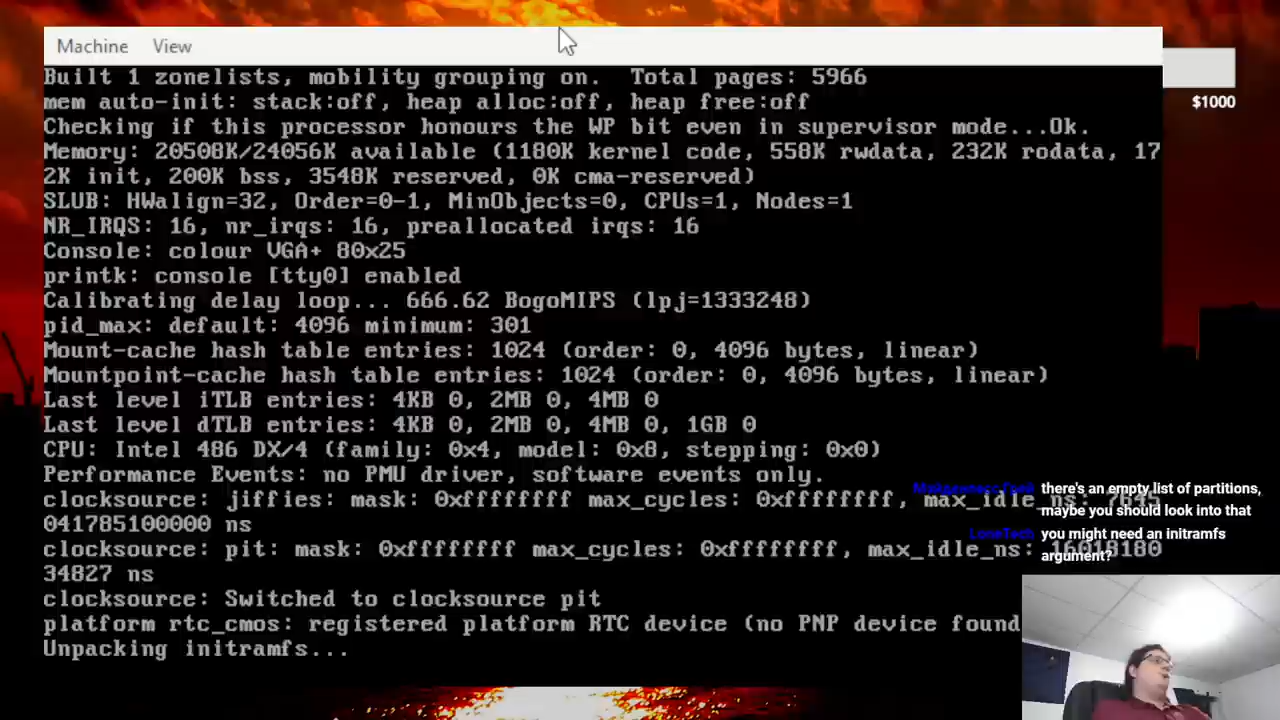 Machine View
Built 1 zonelists, mobility grouping on.  Total pages: 5966
mem auto-init: stack:off, heap alloc:off, heap free:off
Checking if this processor honours the WP bit even in supervisor mode...Ok.
Memory: 20508K/24056K available (1180K kernel code, 558K rwdata, 232K rodata, 17
2K init, 200K bss, 3548K reserved, 0K cma-reserved)
SLUB: HWalign=32, Order=0-1, MinObjects=0, CPUs=1, Nodes=1
NR_IRQS: 16, nr_irqs: 16, preallocated irqs: 16
Console: colour VGA+ 80x25
printk: console [tty0] enabled
Calibrating delay loop... 666.62 BogoMIPS (lpj=1333248)
pid_max: default: 4096 minimum: 301
Mount-cache hash table entries: 1024 (order: 0, 4096 bytes, linear)
Mountpoint-cache hash table entries: 1024 (order: 0, 4096 bytes, linear)
Last level iTLB entries: 4KB 0, 2MB 0, 4MB 0
Last level dTLB entries: 4KB 0, 2MB 0, 4MB 0, 1GB 0
CPU: Intel 486 DX/4 (family: 0x4, model: 0x8, stepping: 0x0)
Performance Events: no PMU driver, software events only.
clocksource: jiffies: mask: 0xffffffff max_cycles: 0xffffffff, max_idle_ns: 7645
041785100000 ns
clocksource: pit: mask: 0xffffffff max_cycles: 0xffffffff, max_idle_ns: 16018180
34827 ns
clocksource: Switched to clocksource pit
platform rtc_cmos: registered platform RTC device (no PNP device found
Unpacking initramfs...
$1000
there's an empty list of partitions,
maybe you should look into that
LoneTech you might need an initramfs
argument?